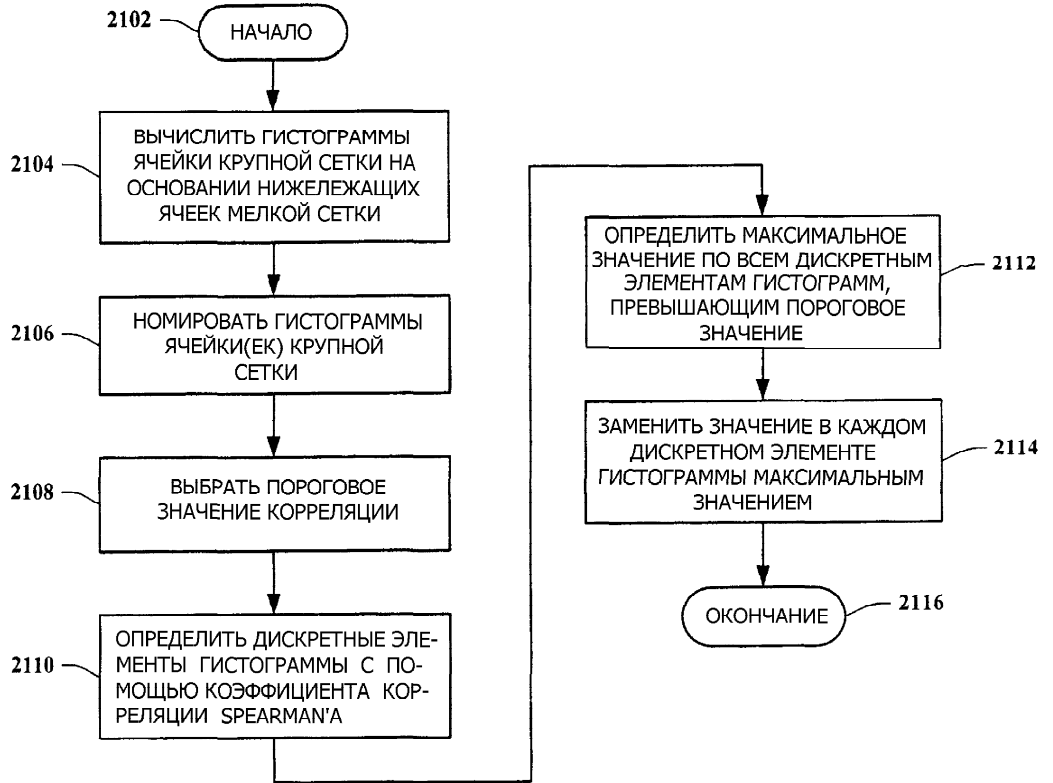 2102
НАЧАЛО
2104
ВЫЧИСЛИТЬ ГИСТОГРАММЫ
ЯЧЕЙКИ КРУПНОЙ СЕТКИ НА
ОСНОВАНИИ НИЖЕЛЕЖАЩИХ
ЯЧЕЕК МЕЛКОЙ СЕТКИ
2106
НОМИРОВАТЬ ГИСТОГРАММЫ
ЯЧЕЙКИ(ЕК) КРУПНОЙ
СЕТКИ
2108
ВЫБРАТЬ ПОРОГОВОЕ
ЗНАЧЕНИЕ КОРРЕЛЯЦИИ
2110
ОПРЕДЕЛИТЬ ДИСКРЕТНЫЕ ЭЛЕ-
МЕНТЫ ГИСТОГРАММЫ С ПО-
МОЩЬЮ КОЭФФИЦИЕНТА КОР-
РЕЛЯЦИИ SPEARMAN'А
ОПРЕДЕЛИТЬ МАКСИМАЛЬНОЕ
ЗНАЧЕНИЕ ПО ВСЕМ ДИСКРЕТНЫМ
ЭЛЕМЕНТАМ ГИСТОГРАММ,
ПРЕВЫШАЮЩИМ ПОРОГОВОЕ
ЗНАЧЕНИЕ
2112
ЗАМЕНИТЬ ЗНАЧЕНИЕ В КАЖДОМ
ДИСКРЕТНОМ ЭЛЕМЕНТЕ
ГИСТОГРАММЫ МАКСИМАЛЬНЫМ
ЗНАЧЕНИЕМ
2114
ОКОНЧАНИЕ
2116